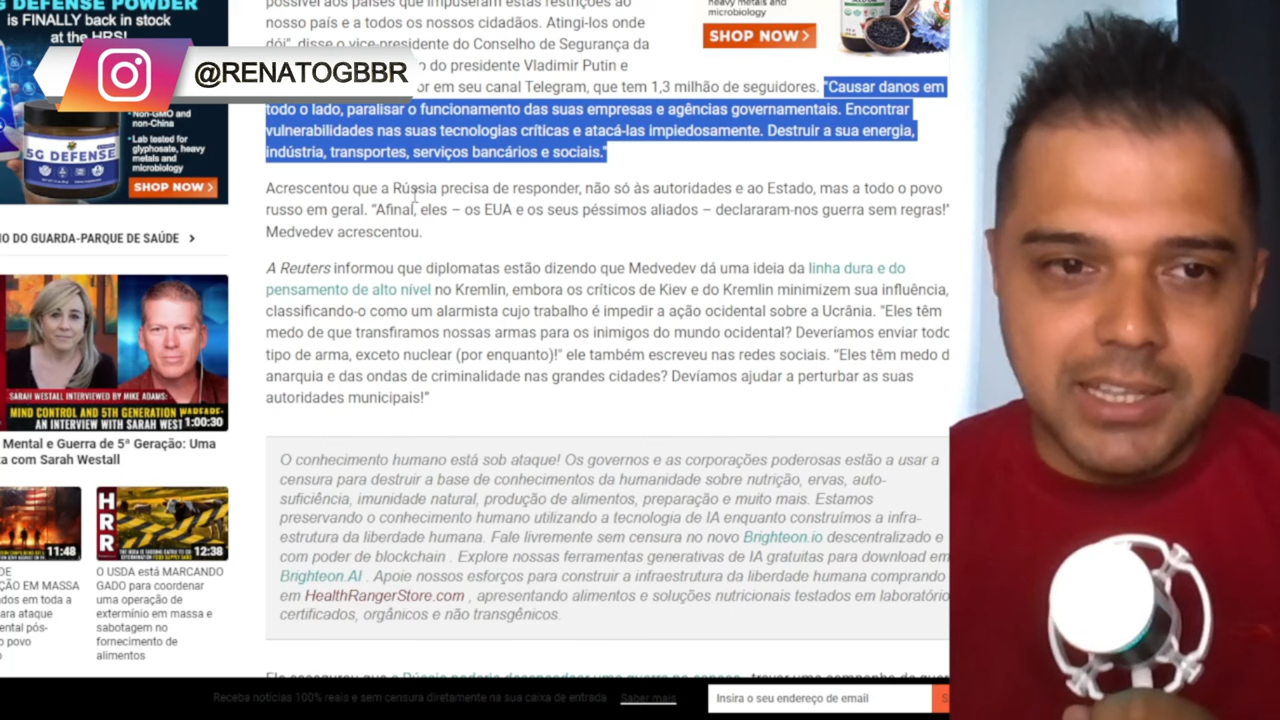 G DEFENSE POWDER
is FINALLY back in stock
at the HRS!
@RENATOGBBR
Non-GMO and
non-China
Lab tested for
glyphosate, heavy
metals and
microbiology
5G DEFENSE
SHOP NOW >
heavy metals and
microbiology
SHOP NOW >
possível aos países que impuseram estas restrições ao
nosso país e a todos os nossos cidadãos. Atingi-los onde
dói", disse o vice-presidente do Conselho de Segurança da
o do presidente Vladimir Putin e
or em seu canal Telegram, que tem 1,3 milhão de seguidores. "Causar danos em
todo o lado, paralisar o funcionamento das suas empresas e agências governamentais. Encontrar
vulnerabilidades nas suas tecnologias críticas e atacá-las impiedosamente. Destruir a sua energia,
indústria, transportes, serviços bancários e sociais."
Acrescentou que a Rússia precisa de responder, não só às autoridades e ao Estado, mas a todo o povo
russo em geral. “Afinal, eles – os EUA e os seus péssimos aliados – declararam-nos guerra sem regras!"
Medvedev acrescentou.
A Reuters informou que diplomatas estão dizendo que Medvedev dá uma ideia da linha dura e do
pensamento de alto nível no Kremlin, embora os críticos de Kiev e do Kremlin minimizem sua influência,
classificando-o como um alarmista cujo trabalho é impedir a ação ocidental sobre a Ucrânia. "Eles têm
medo de que transfiramos nossas armas para os inimigos do mundo ocidental? Deveríamos enviar todo
tipo de arma, exceto nuclear (por enquanto)!" ele também escreveu nas redes sociais. “Eles têm medo d
anarquia e das ondas de criminalidade nas grandes cidades? Devíamos ajudar a perturbar as suas
autoridades municipais!”
O conhecimento humano está sob ataque! Os governos e as corporações poderosas estão a usar a
censura para destruir a base de conhecimentos da humanidade sobre nutrição, ervas, auto-
suficiência, imunidade natural, produção de alimentos, preparação e muito mais. Estamos
preservando o conhecimento humano utilizando a tecnologia de IA enquanto construímos a infra-
estrutura da liberdade humana. Fale livremente sem censura no novo Brighteon.io descentralizado e
com poder de blockchain . Explore nossas ferramentas generativas de IA gratuitas para download em
Brighteon.AI . Apoie nossos esforços para construir a infraestrutura da liberdade humana comprando
em HealthRangerStore.com , apresentando alimentos e soluções nutricionais testados em laboratório
certificados, orgânicos e não transgênicos.
IO DO GUARDA-PARQUE DE SAÚDE >
SARAH WESTALL INTERVIEWED BY MIKE ADAMS:
MIND CONTROL AND 5TH GENERATION WARFARE:
AN INTERVIEW WITH SARAH WEST 1:00:30
Mental e Guerra de 5ª Geração: Uma
ta com Sarah Westall
11:48
HRR
12:38
DE
ÇÃO EM MASSA
ados em toda a
ara ataque
ental pós-
o povo
O USDA está MARCANDO
GADO para coordenar
uma operação de
extermínio em massa e
sabotagem no
fornecimento de
alimentos
Receba notícias 100% reais e sem censura diretamente na sua caixa de entrada
Saber mais
Insira o seu endereço de email
S